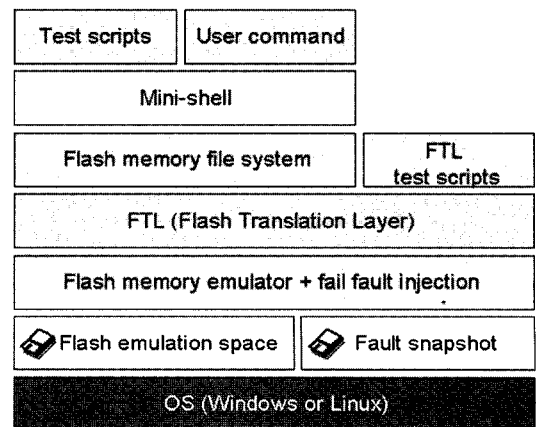 Test scripts
User command
Mini-shell
Flash memory file system
FTL
test scripts
FTL (Flash Translation Layer)
Flash memory emulator + fail fault injection
Flash emulation space
Fault snapshot
OS (Windows or Linux)